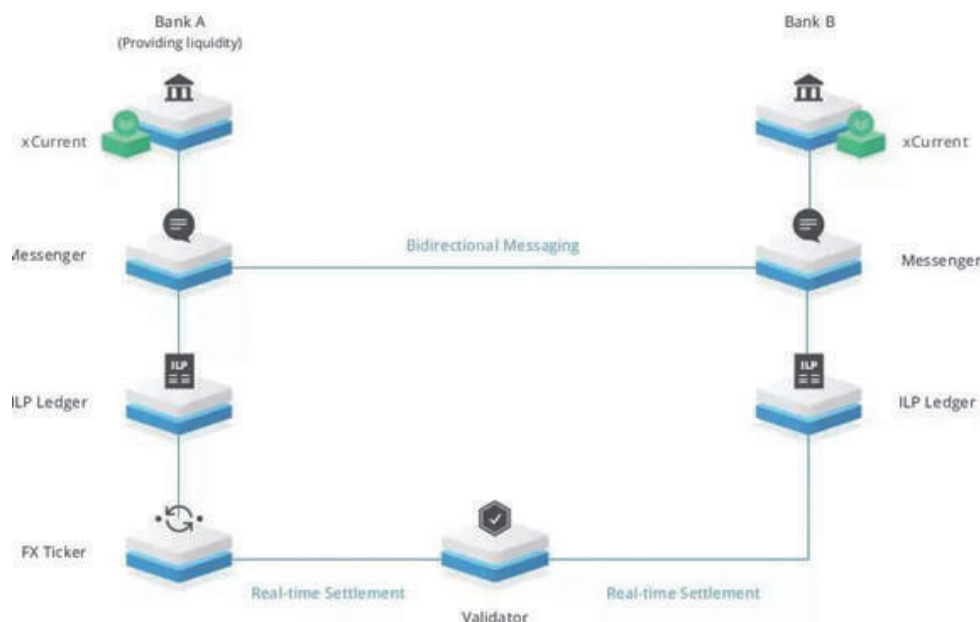 Bank A
(Providing liquidity)
Bank B
xCurrent
xCurrent
Messenger
Bidirectional Messaging
Messenger
ILP
ILP
ILP Ledger
ILP Ledger
FX Ticker
Real-time Settlement
Real-time Settlement
Validator